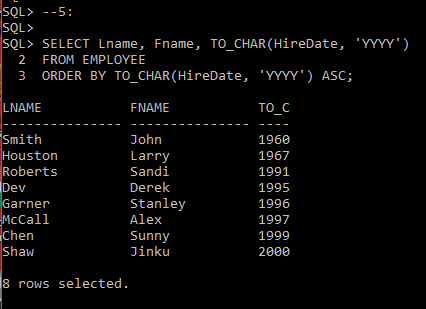 SQL> --5:
SQL>
SQL> SELECT Lname, Fname, TO_CHAR(HireDate, 'YYYY')
  2  FROM EMPLOYEE
  3  ORDER BY TO_CHAR(HireDate, 'YYYY') ASC;

LNAME           FNAME           TO_C
--------------- --------------- ----
Smith           John            1960
Houston         Larry           1967
Roberts         Sandi           1991
Dev             Derek           1995
Garner          Stanley         1996
McCall          Alex            1997
Chen            Sunny           1999
Shaw            Jinku           2000

8 rows selected.